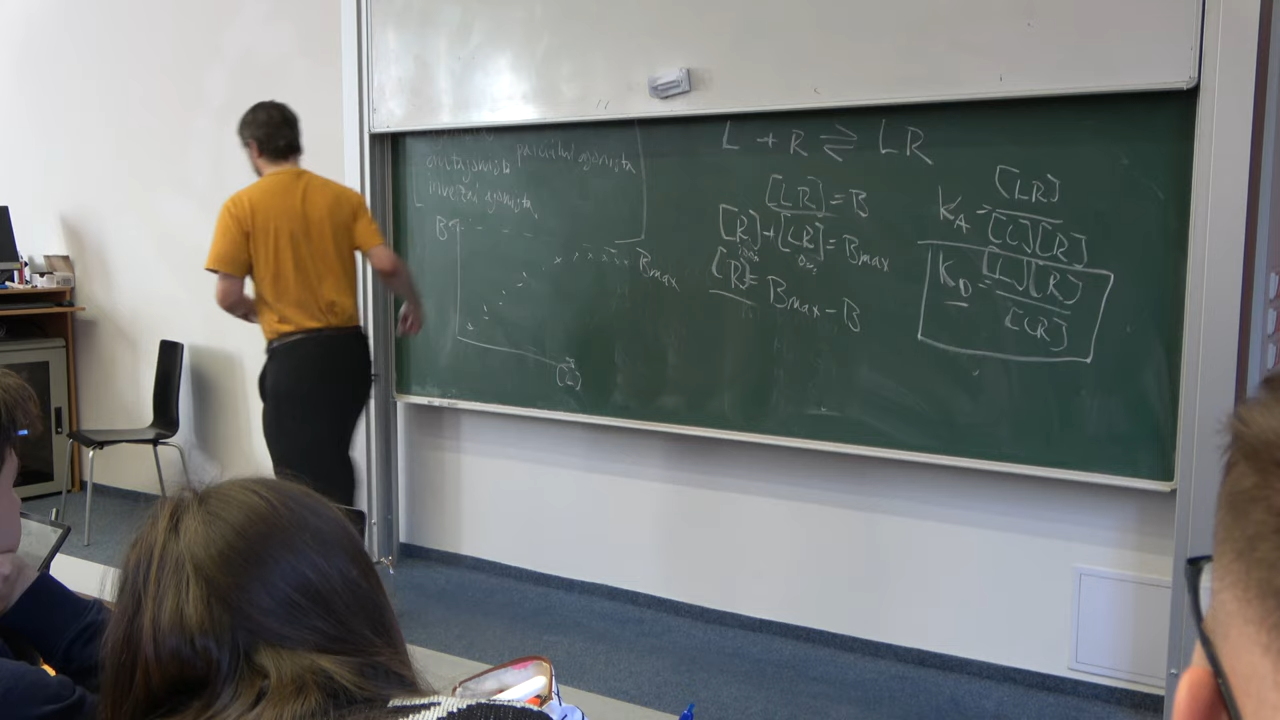 antagonista parciální agonista
inverzní agonista
B
Bmax
[L]
L + R ⇌ LR
[LR] = B
[R] + [LR] = Bmax
[R] = Bmax - B
KA = [LR] / [L][R]
KD = [L][R] / [LR]